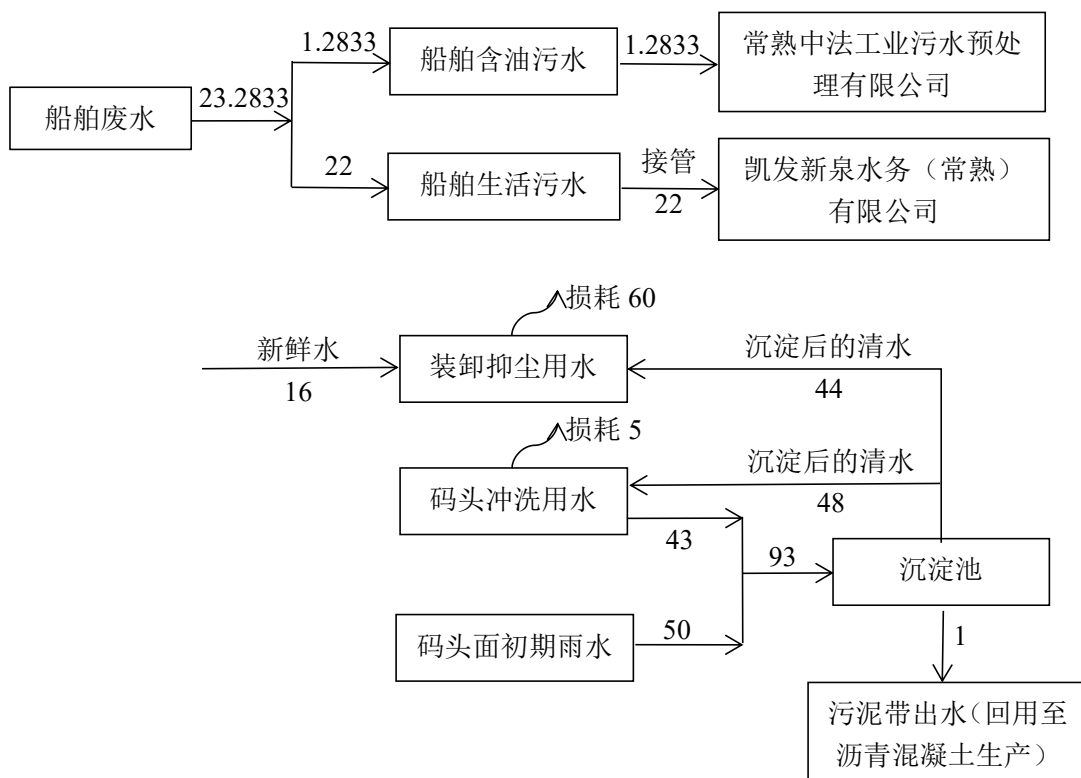 船舶废水
23.2833
1.2833
船舶含油污水
1.2833
常熟中法工业污水预处
理有限公司
22
船舶生活污水
接管
22
凯发新泉水务（常熟）
有限公司
损耗 60
新鲜水
16
装卸抑尘用水
沉淀后的清水
44
损耗 5
码头冲洗用水
沉淀后的清水
48
43
93
沉淀池
码头面初期雨水
50
1
污泥带出水（回用至
沥青混凝土生产）